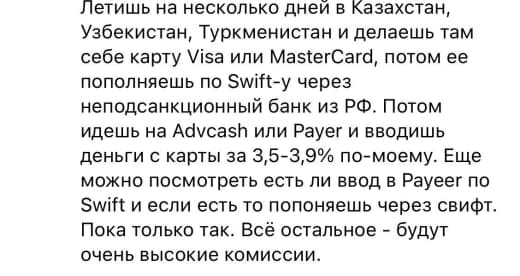 Летишь на несколько дней в Казахстан,
Узбекистан, Туркменистан и делаешь там
себе карту Visa или MasterCard, потом ее
пополняешь по Swift-у через
неподсанкционный банк из РФ. Потом
идешь на Advcash или Payer и вводишь
деньги с карты за 3,5-3,9% по-моему. Еще
можно посмотреть есть ли ввод в Payeer по
Swift и если есть то попоняешь через свифт.
Пока только так. Всё остальное - будут
очень высокие комиссии.